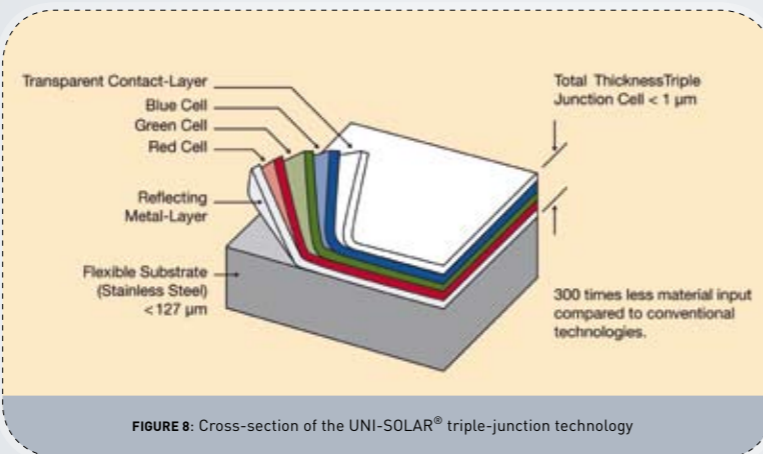 Transparent Contact-Layer
Blue Cell
Green Cell
Red Cell
Reflecting
Metal-Layer
Flexible Substrate
(Stainless Steel)
<127 µm
Total ThicknessTriple
Junction Cell < 1 µm
300 times less material input
compared to conventional
technologies.
FIGURE 8: Cross-section of the UNI-SOLAR® triple-junction technology